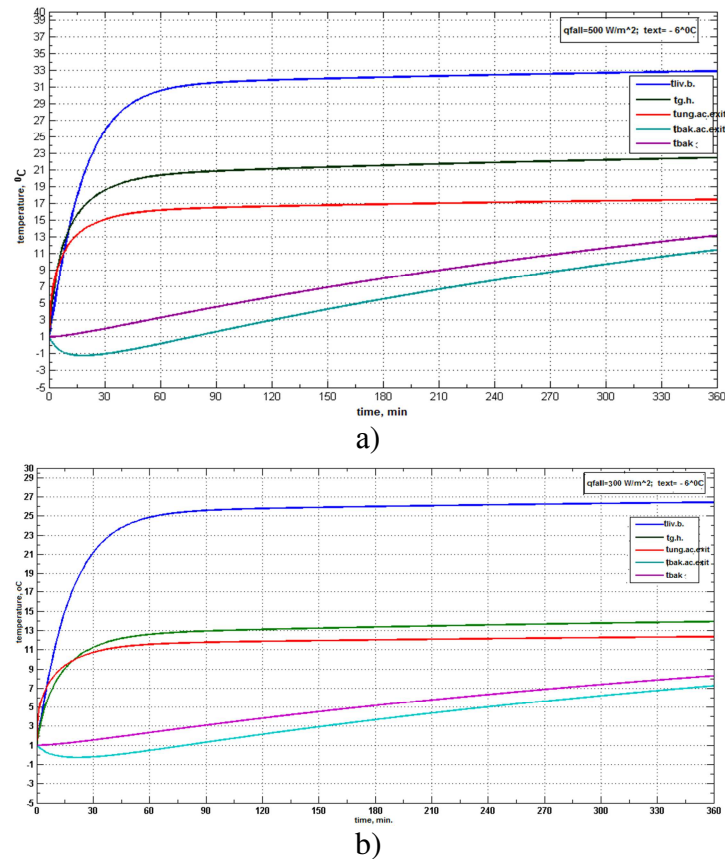 temperature, ⁰C
40
39
37
35
33
31
29
27
25
23
21
19
17
15
13
11
9
7
5
3
1
-1
-3
-5
qfall=500 W/m^2; text= - 6^0C
tliv.b.
tg.h.
tung.ac.exit
tbak.ac.exit
tbak :
0 10 30 60 90 120 150 180 210 240 270 300 330 360
time, min
a)
temperature, oC
30
29
27
25
23
21
19
17
15
13
11
9
7
5
3
1
-1
-3
-5
qfall=300 W/m^2; text= - 6^0C
tliv.b.
tg.h.
tung.ac.exit
tbak.ac.exit
tbak
0 30 60 90 120 150 180 210 240 270 300 330 360
time, min.
b)